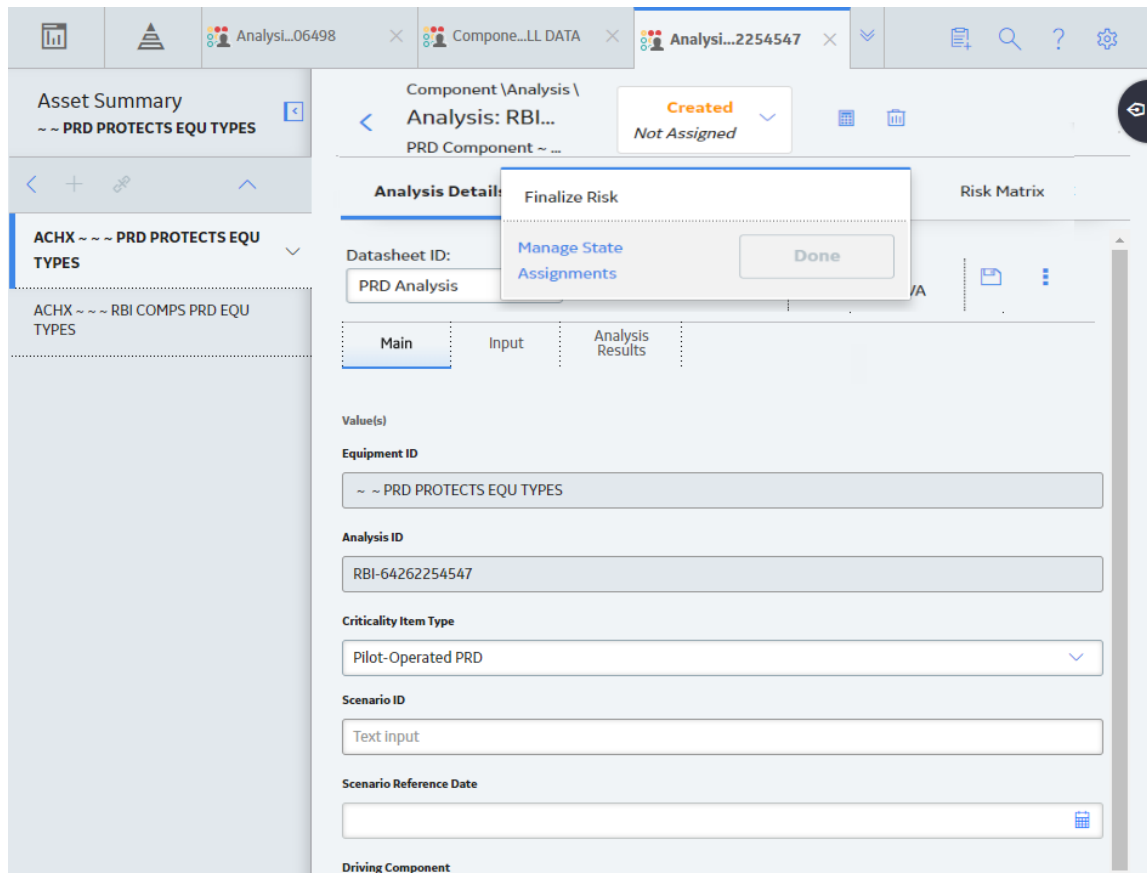 Analysi...06498
Compone...LL DATA
Analysi...2254547
Asset Summary
~ ~ PRD PROTECTS EQU TYPES
Component \Analysis \
Analysis: RBI...
PRD Component ~ ...
Created
Not Assigned
ACHX ~ ~ ~ PRD PROTECTS EQU
TYPES
ACHX ~ ~ ~ RBI COMPS PRD EQU
TYPES
Analysis Details
Risk Matrix
Finalize Risk
Manage State
Assignments
Done
Datasheet ID:
PRD Analysis
VA
Main
Input
Analysis
Results
Value(s)
Equipment ID
~ ~ PRD PROTECTS EQU TYPES
Analysis ID
RBI-64262254547
Criticality Item Type
Pilot-Operated PRD
Scenario ID
Text input
Scenario Reference Date
Driving Component